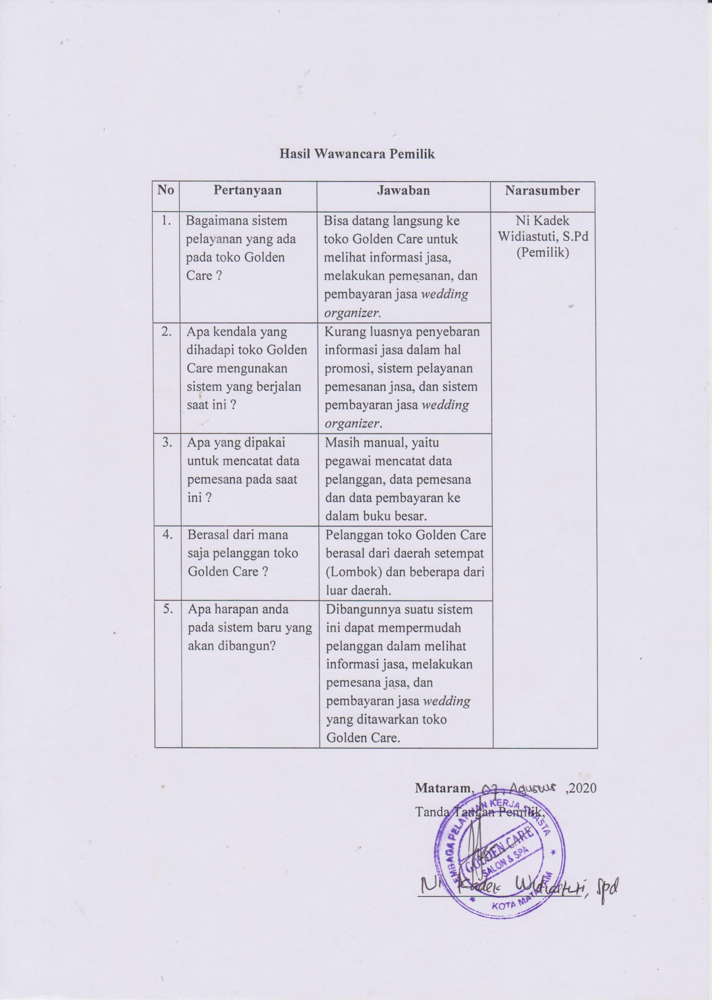 Hasil Wawancara Pemilik
No Pertanyaan Jawaban Narasumber
1.
Bagaimana sistem
pelayanan yang ada
pada toko Golden
Care ?
Bisa datang langsung ke
toko Golden Care untuk
melihat informasi jasa,
melakukan pemesanan, dan
pembayaran jasa wedding
organizer.
Ni Kadek
Widiastuti, S.Pd
(Pemilik)
2.
Apa kendala yang
dihadapi toko Golden
Care mengunakan
sistem yang berjalan
saat ini ?
Kurang luasnya penyebaran
informasi jasa dalam hal
promosi, sistem pelayanan
pemesanan jasa, dan sistem
pembayaran jasa wedding
organizer.
3.
Apa yang dipakai
untuk mencatat data
pemesana pada saat
ini ?
Masih manual, yaitu
pegawai mencatat data
pelanggan, data pemesana
dan data pembayaran ke
dalam buku besar.
4.
Berasal dari mana
saja pelanggan toko
Golden Care ?
Pelanggan toko Golden Care
berasal dari daerah setempat
(Lombok) dan beberapa dari
luar daerah.
5.
Apa harapan anda
pada sistem baru yang
akan dibangun?
Dibangunnya suatu sistem
ini dapat mempermudah
pelanggan dalam melihat
informasi jasa, melakukan
pemesana jasa, dan
pembayaran jasa wedding
yang ditawarkan toko
Golden Care.
Mataram, 07, Agustus ,2020
Tanda Tangan Pemilik,
EMBAGA PELATIHAN KERJA SWASTA
GOLDEN CARE
SALON & SPA
KOTA MATARAM
Ni Kadek Widiastuti, Spd